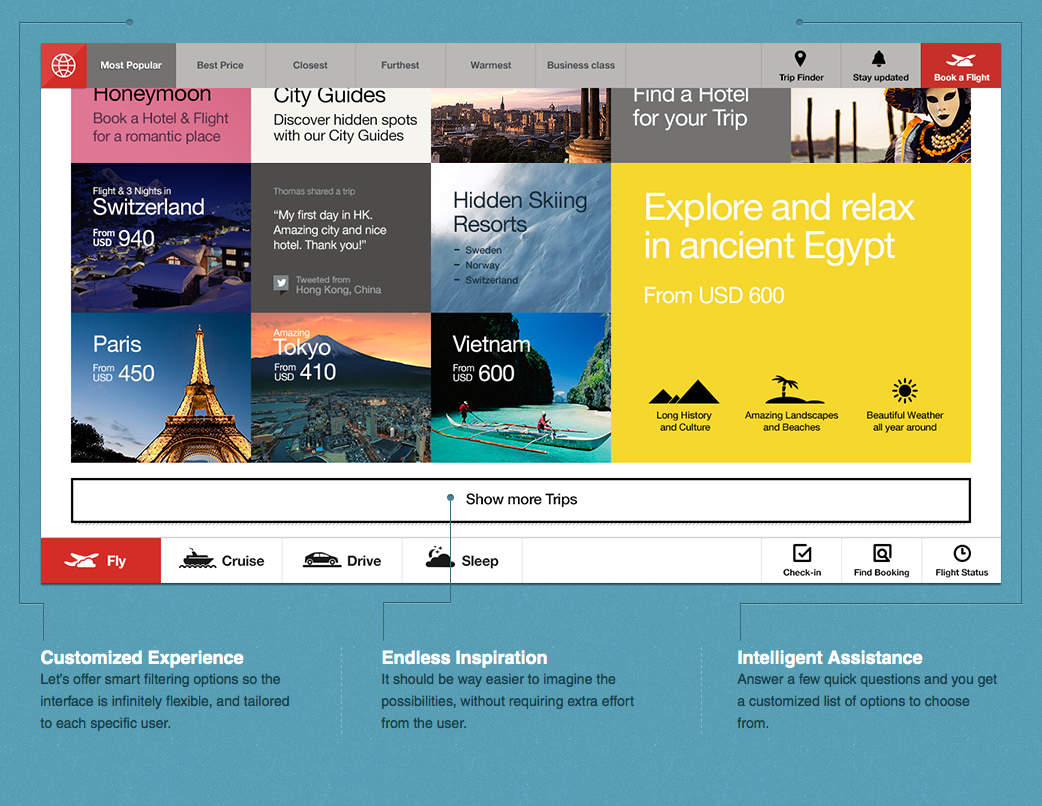 Most Popular
Best Price
Closest
Furthest
Warmest
Business class
Trip Finder
Stay updated
Book a Flight
Honeymoon
Book a Hotel & Flight
for a romantic place
City Guides
Discover hidden spots
with our City Guides
Find a Hotel
for your Trip
Flight & 3 Nights in
Switzerland
From
USD 940
Thomas shared a trip
“My first day in HK.
Amazing city and nice
hotel. Thank you!”
Tweeted from
Hong Kong, China
Hidden Skiing
Resorts
– Sweden
– Norway
– Switzerland
Explore and relax
in ancient Egypt
From USD 600
Long History
and Culture
Amazing Landscapes
and Beaches
Beautiful Weather
all year around
Paris
From
USD 450
Amazing
Tokyo
From
USD 410
Vietnam
From
USD 600
Show more Trips
Fly
Cruise
Drive
Sleep
Check-in
Find Booking
Flight Status
Customized Experience
Let’s offer smart filtering options so the
interface is infinitely flexible, and tailored
to each specific user.
Endless Inspiration
It should be way easier to imagine the
possibilities, without requiring extra effort
from the user.
Intelligent Assistance
Answer a few quick questions and you get
a customized list of options to choose
from.